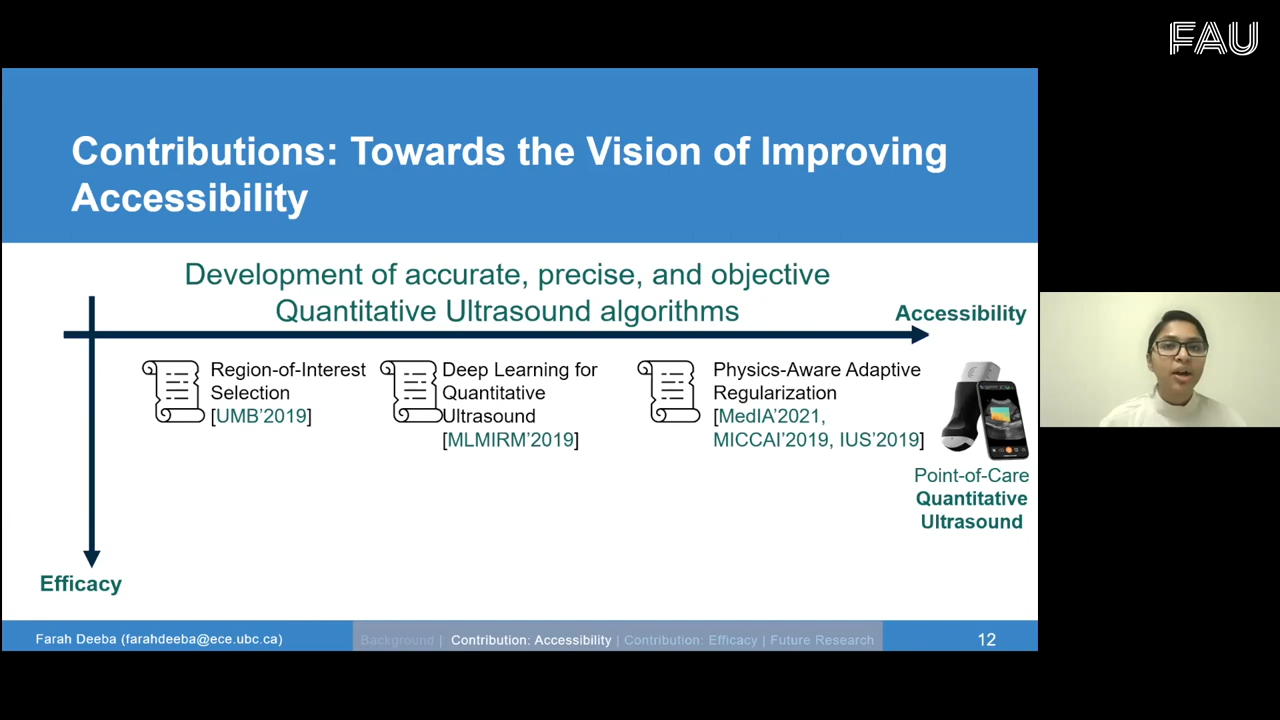 FAU
Contributions: Towards the Vision of Improving
Accessibility
Development of accurate, precise, and objective
Quantitative Ultrasound algorithms
Accessibility
Region-of-Interest
Selection
[UMB’2019]
Deep Learning for
Quantitative
Ultrasound
[MLMIRM’2019]
Physics-Aware Adaptive
Regularization
[MedIA’2021,
MICCAI’2019, IUS’2019]
Point-of-Care
Quantitative
Ultrasound
Efficacy
Farah Deeba (farahdeeba@ece.ubc.ca)
Background | Contribution: Accessibility | Contribution: Efficacy | Future Research
12